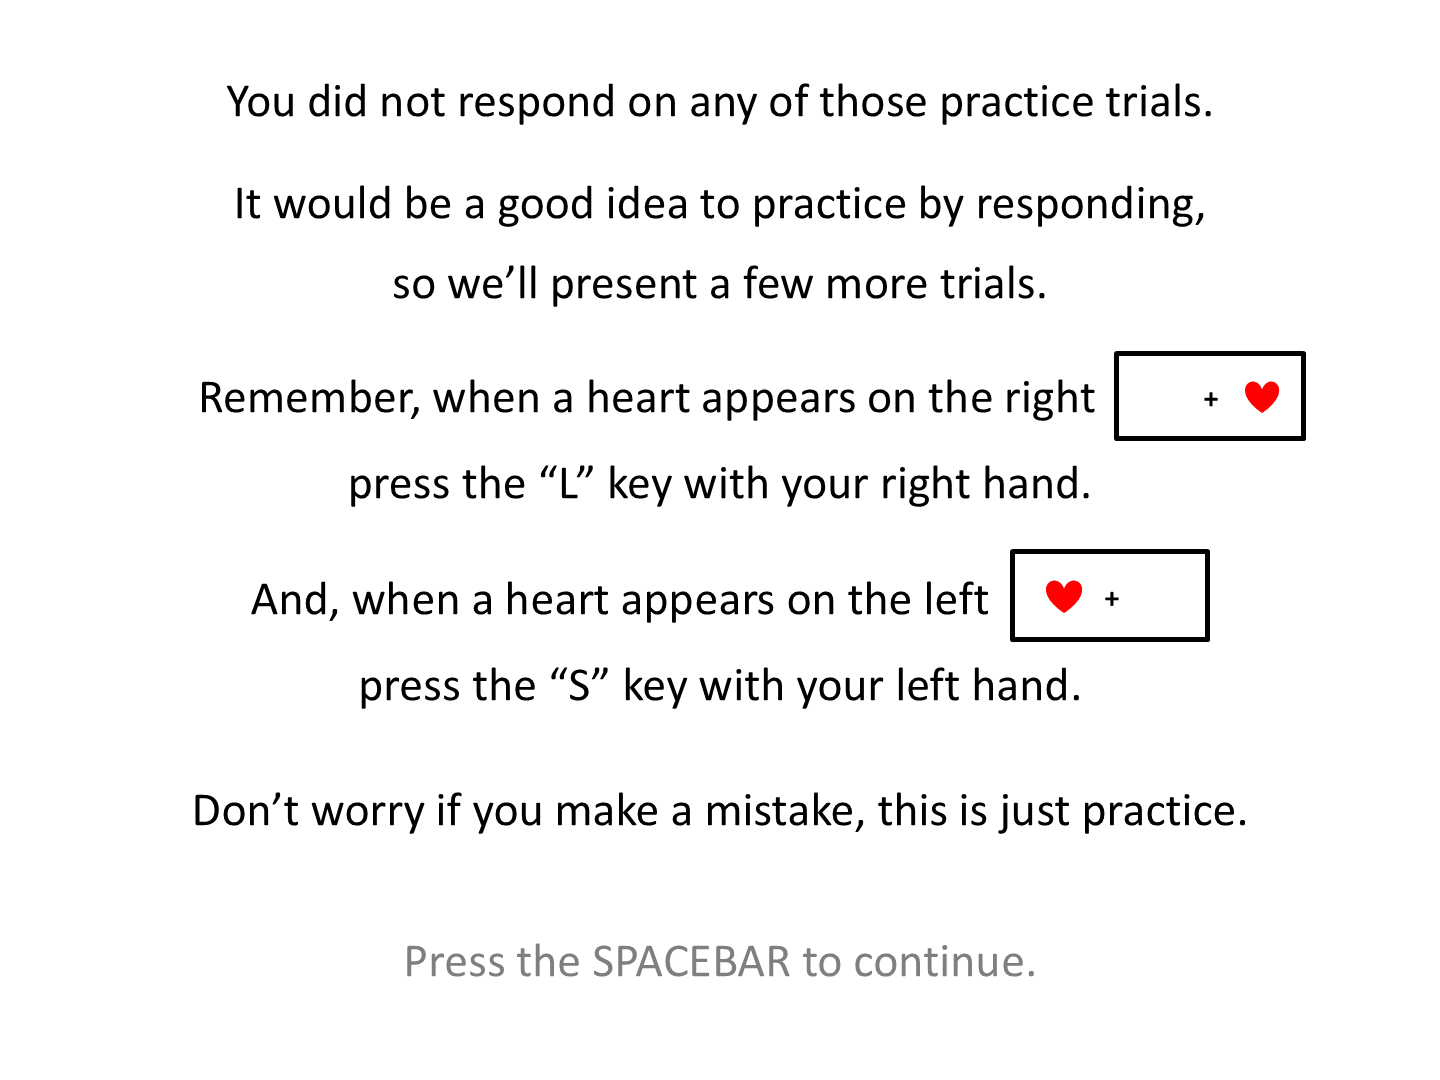 You did not respond on any of those practice trials.
It would be a good idea to practice by responding,
so we’ll present a few more trials.
Remember, when a heart appears on the right
+
press the “L” key with your right hand.
And, when a heart appears on the left
+
press the “S” key with your left hand.
Don’t worry if you make a mistake, this is just practice.
Press the SPACEBAR to continue.